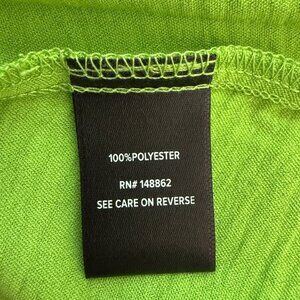 100%POLYESTER
RN# 148862
SEE CARE ON REVERSE